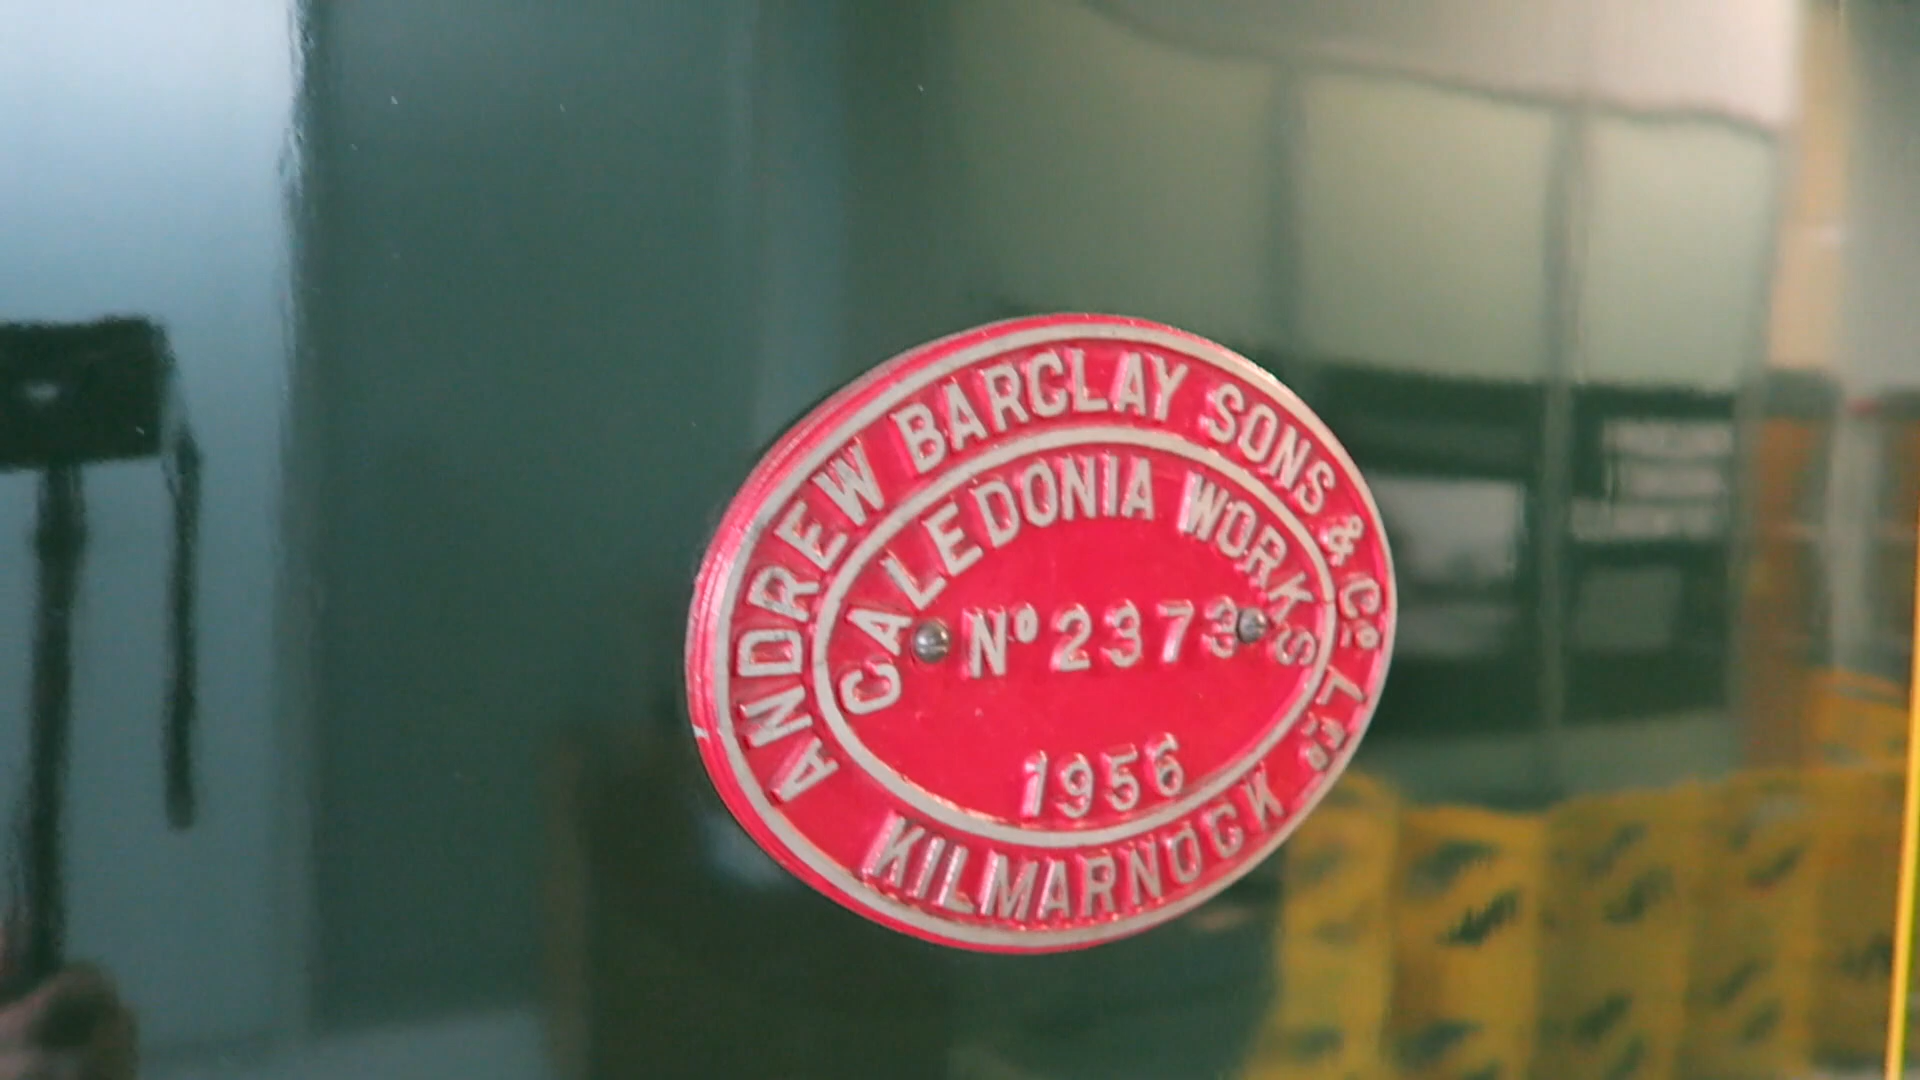 ANDREW BARCLAY SONS & Cº LTD
CALEDONIA WORKS
Nº 2373
1956
KILMARNOCK